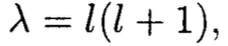 λ = l(l + 1),